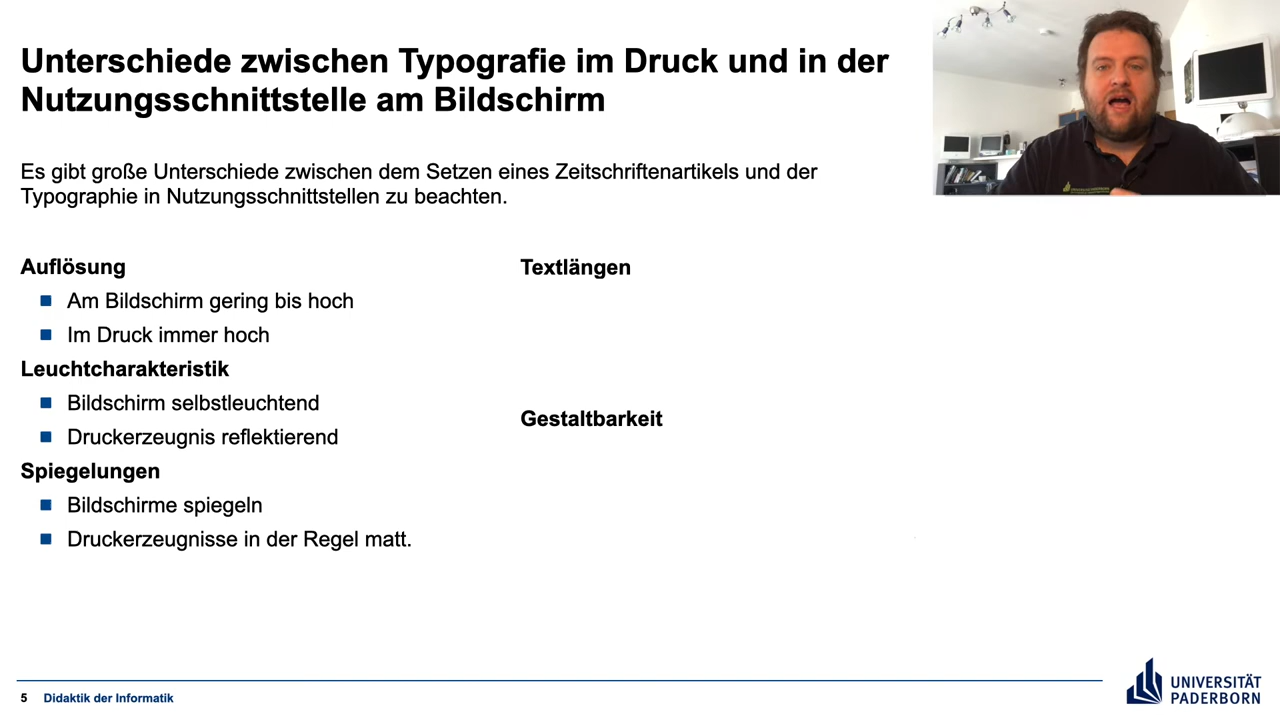 Unterschiede zwischen Typografie im Druck und in der
Nutzungsschnittstelle am Bildschirm
Es gibt große Unterschiede zwischen dem Setzen eines Zeitschriftenartikels und der
Typographie in Nutzungsschnittstellen zu beachten.
Auflösung
Am Bildschirm gering bis hoch
Im Druck immer hoch
Leuchtcharakteristik
Bildschirm selbstleuchtend
Druckerzeugnis reflektierend
Spiegelungen
Bildschirme spiegeln
Druckerzeugnisse in der Regel matt.
Textlängen
Gestaltbarkeit
5 Didaktik der Informatik
UNIVERSITÄT
PADERBORN